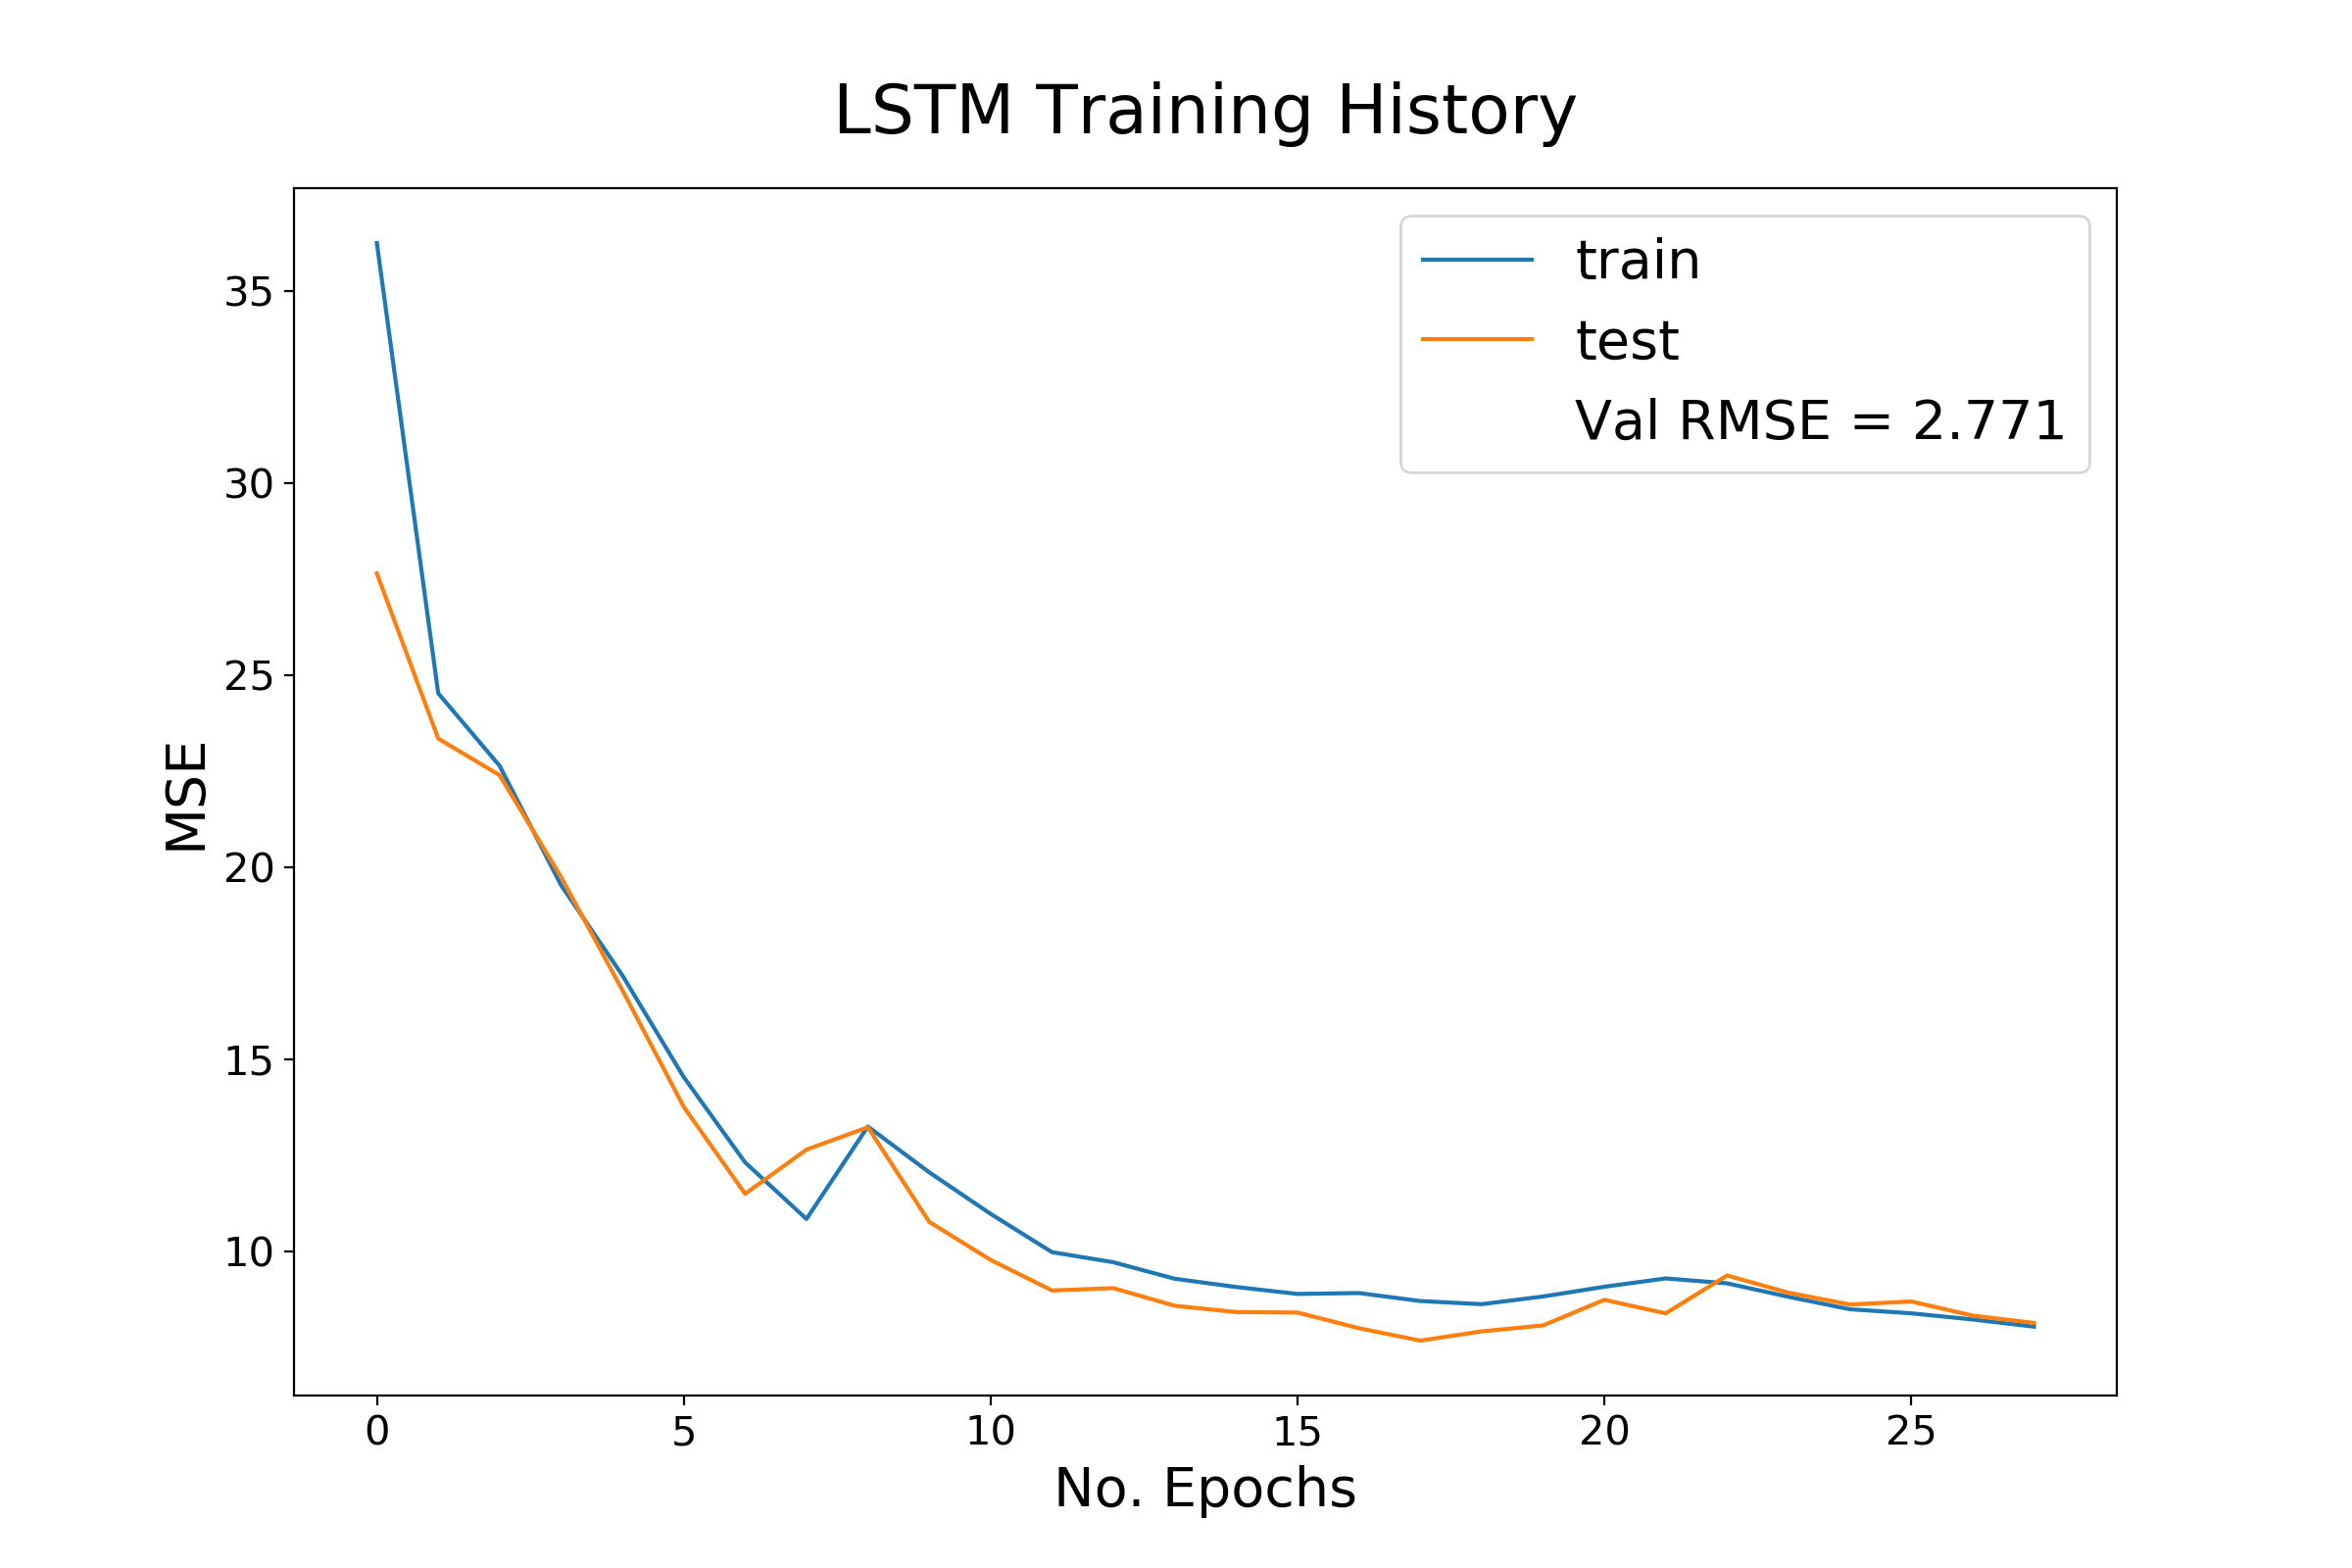 LSTM Training History
train
test
Val RMSE = 2.771
35
30
25
20
15
10
MSE
0 5 10 15 20 25
No. Epochs